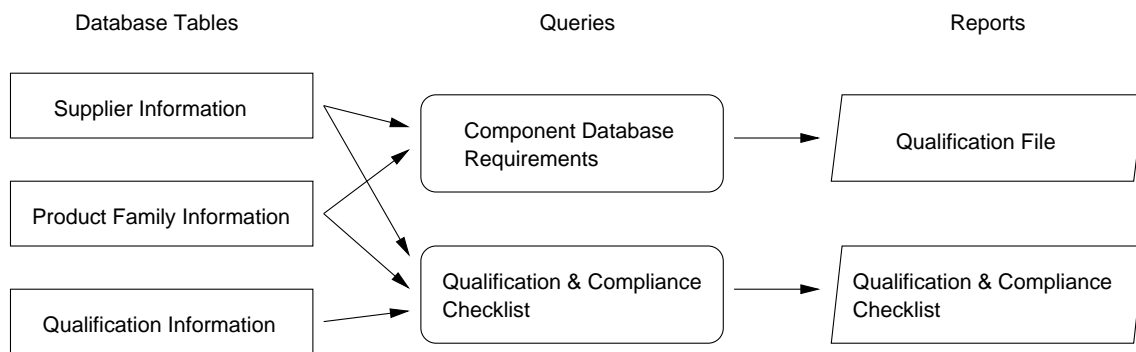 Database Tables
Queries
Reports
Supplier Information
Component Database
Requirements
Qualification File
Product Family Information
Qualification & Compliance
Checklist
Qualification & Compliance
Checklist
Qualification Information